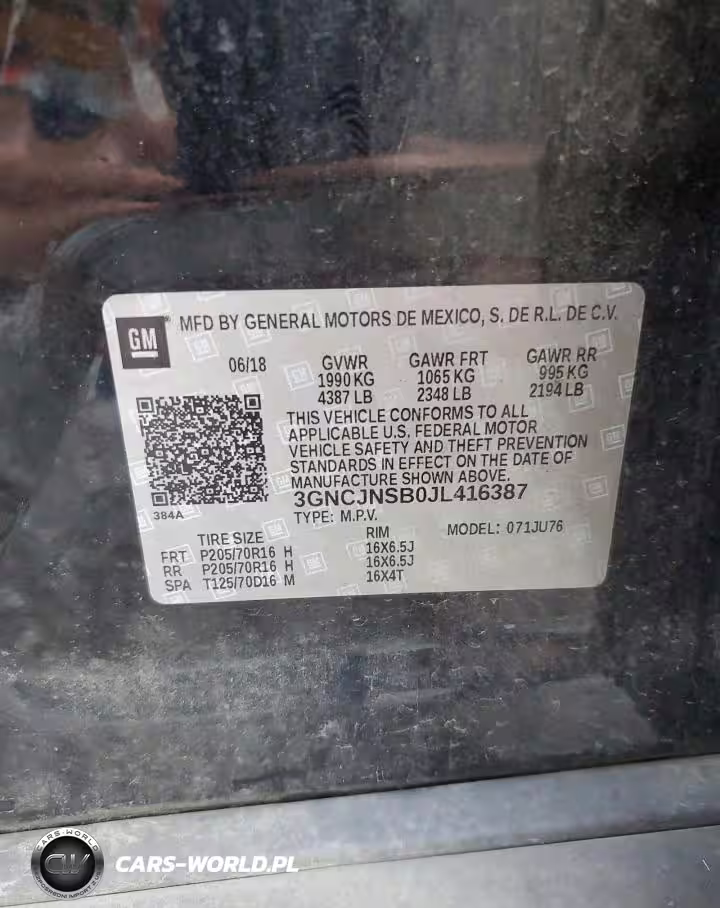 GM
MFD BY GENERAL MOTORS DE MEXICO, S. DE R.L. DE C.V.
06/18 GVWR GAWR FRT GAWR RR
1990 KG 1065 KG 995 KG
4387 LB 2348 LB 2194 LB
THIS VEHICLE CONFORMS TO ALL
APPLICABLE U.S. FEDERAL MOTOR
VEHICLE SAFETY AND THEFT PREVENTION
STANDARDS IN EFFECT ON THE DATE OF
MANUFACTURE SHOWN ABOVE.
384A
3GNCJNSB0JL416387
TYPE: M.P.V.
TIRE SIZE RIM MODEL: 071JU76
FRT P205/70R16 H 16X6.5J
RR P205/70R16 H 16X6.5J
SPA T125/70D16 M 16X4T
CARS-WORLD
CW
CARS-WORLD.PL